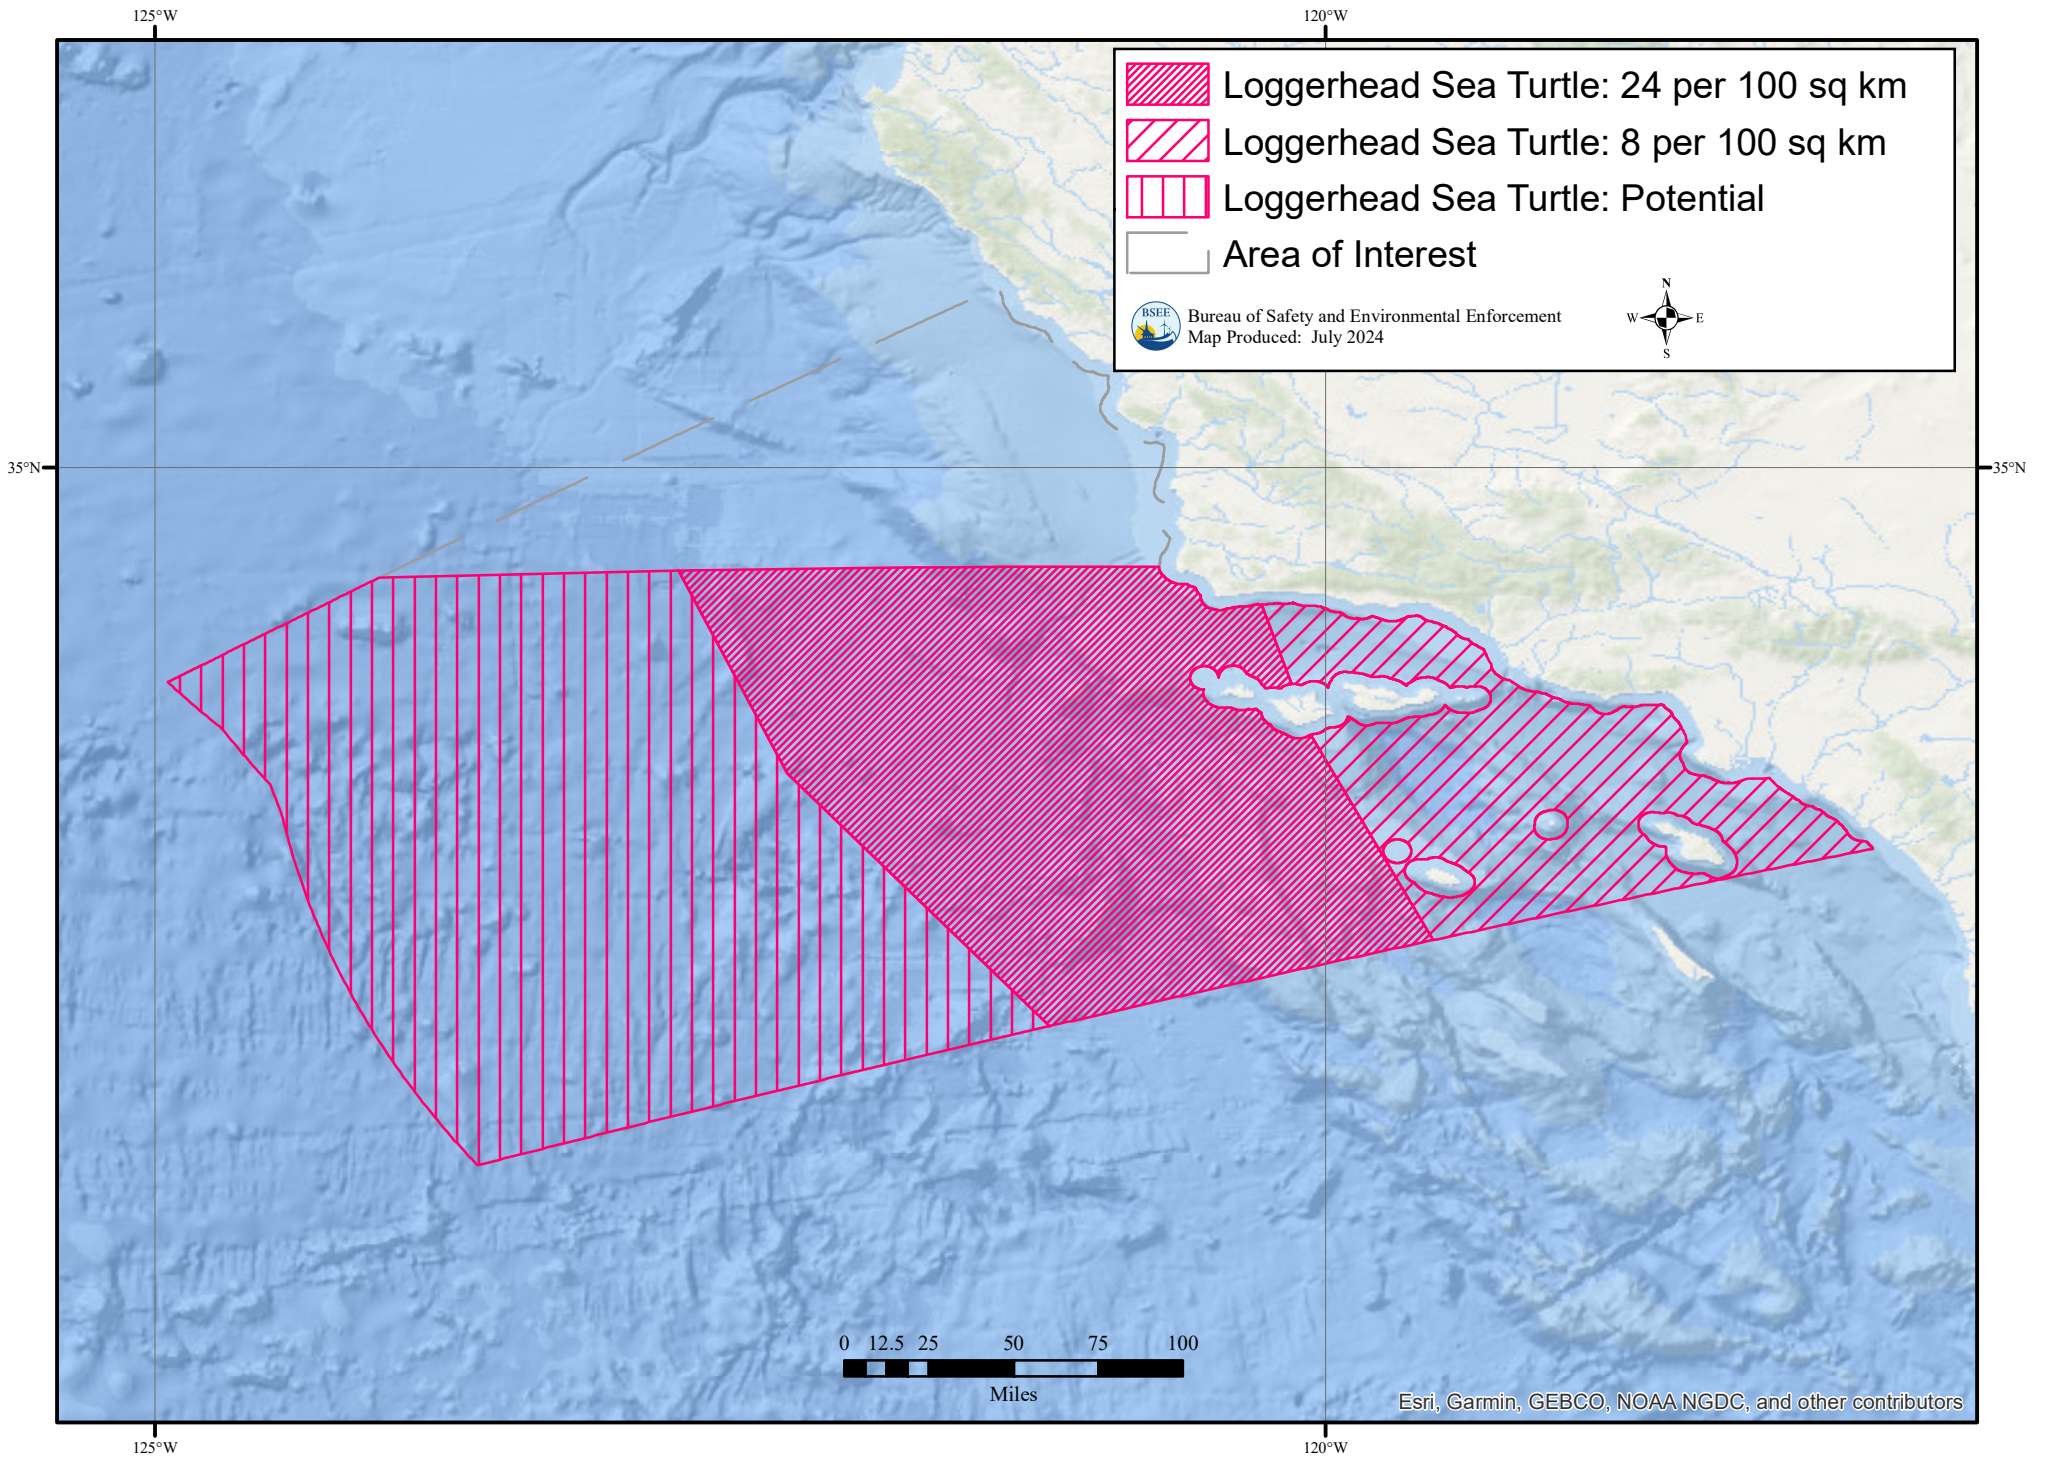 125°W
120°W
Loggerhead Sea Turtle: 24 per 100 sq km
Loggerhead Sea Turtle: 8 per 100 sq km
Loggerhead Sea Turtle: Potential
Area of Interest
BSEE
Bureau of Safety and Environmental Enforcement
Map Produced: July 2024
N
W
E
S
35°N
35°N
0 12.5 25 50 75 100
Miles
Esri, Garmin, GEBCO, NOAA NGDC, and other contributors
125°W
120°W